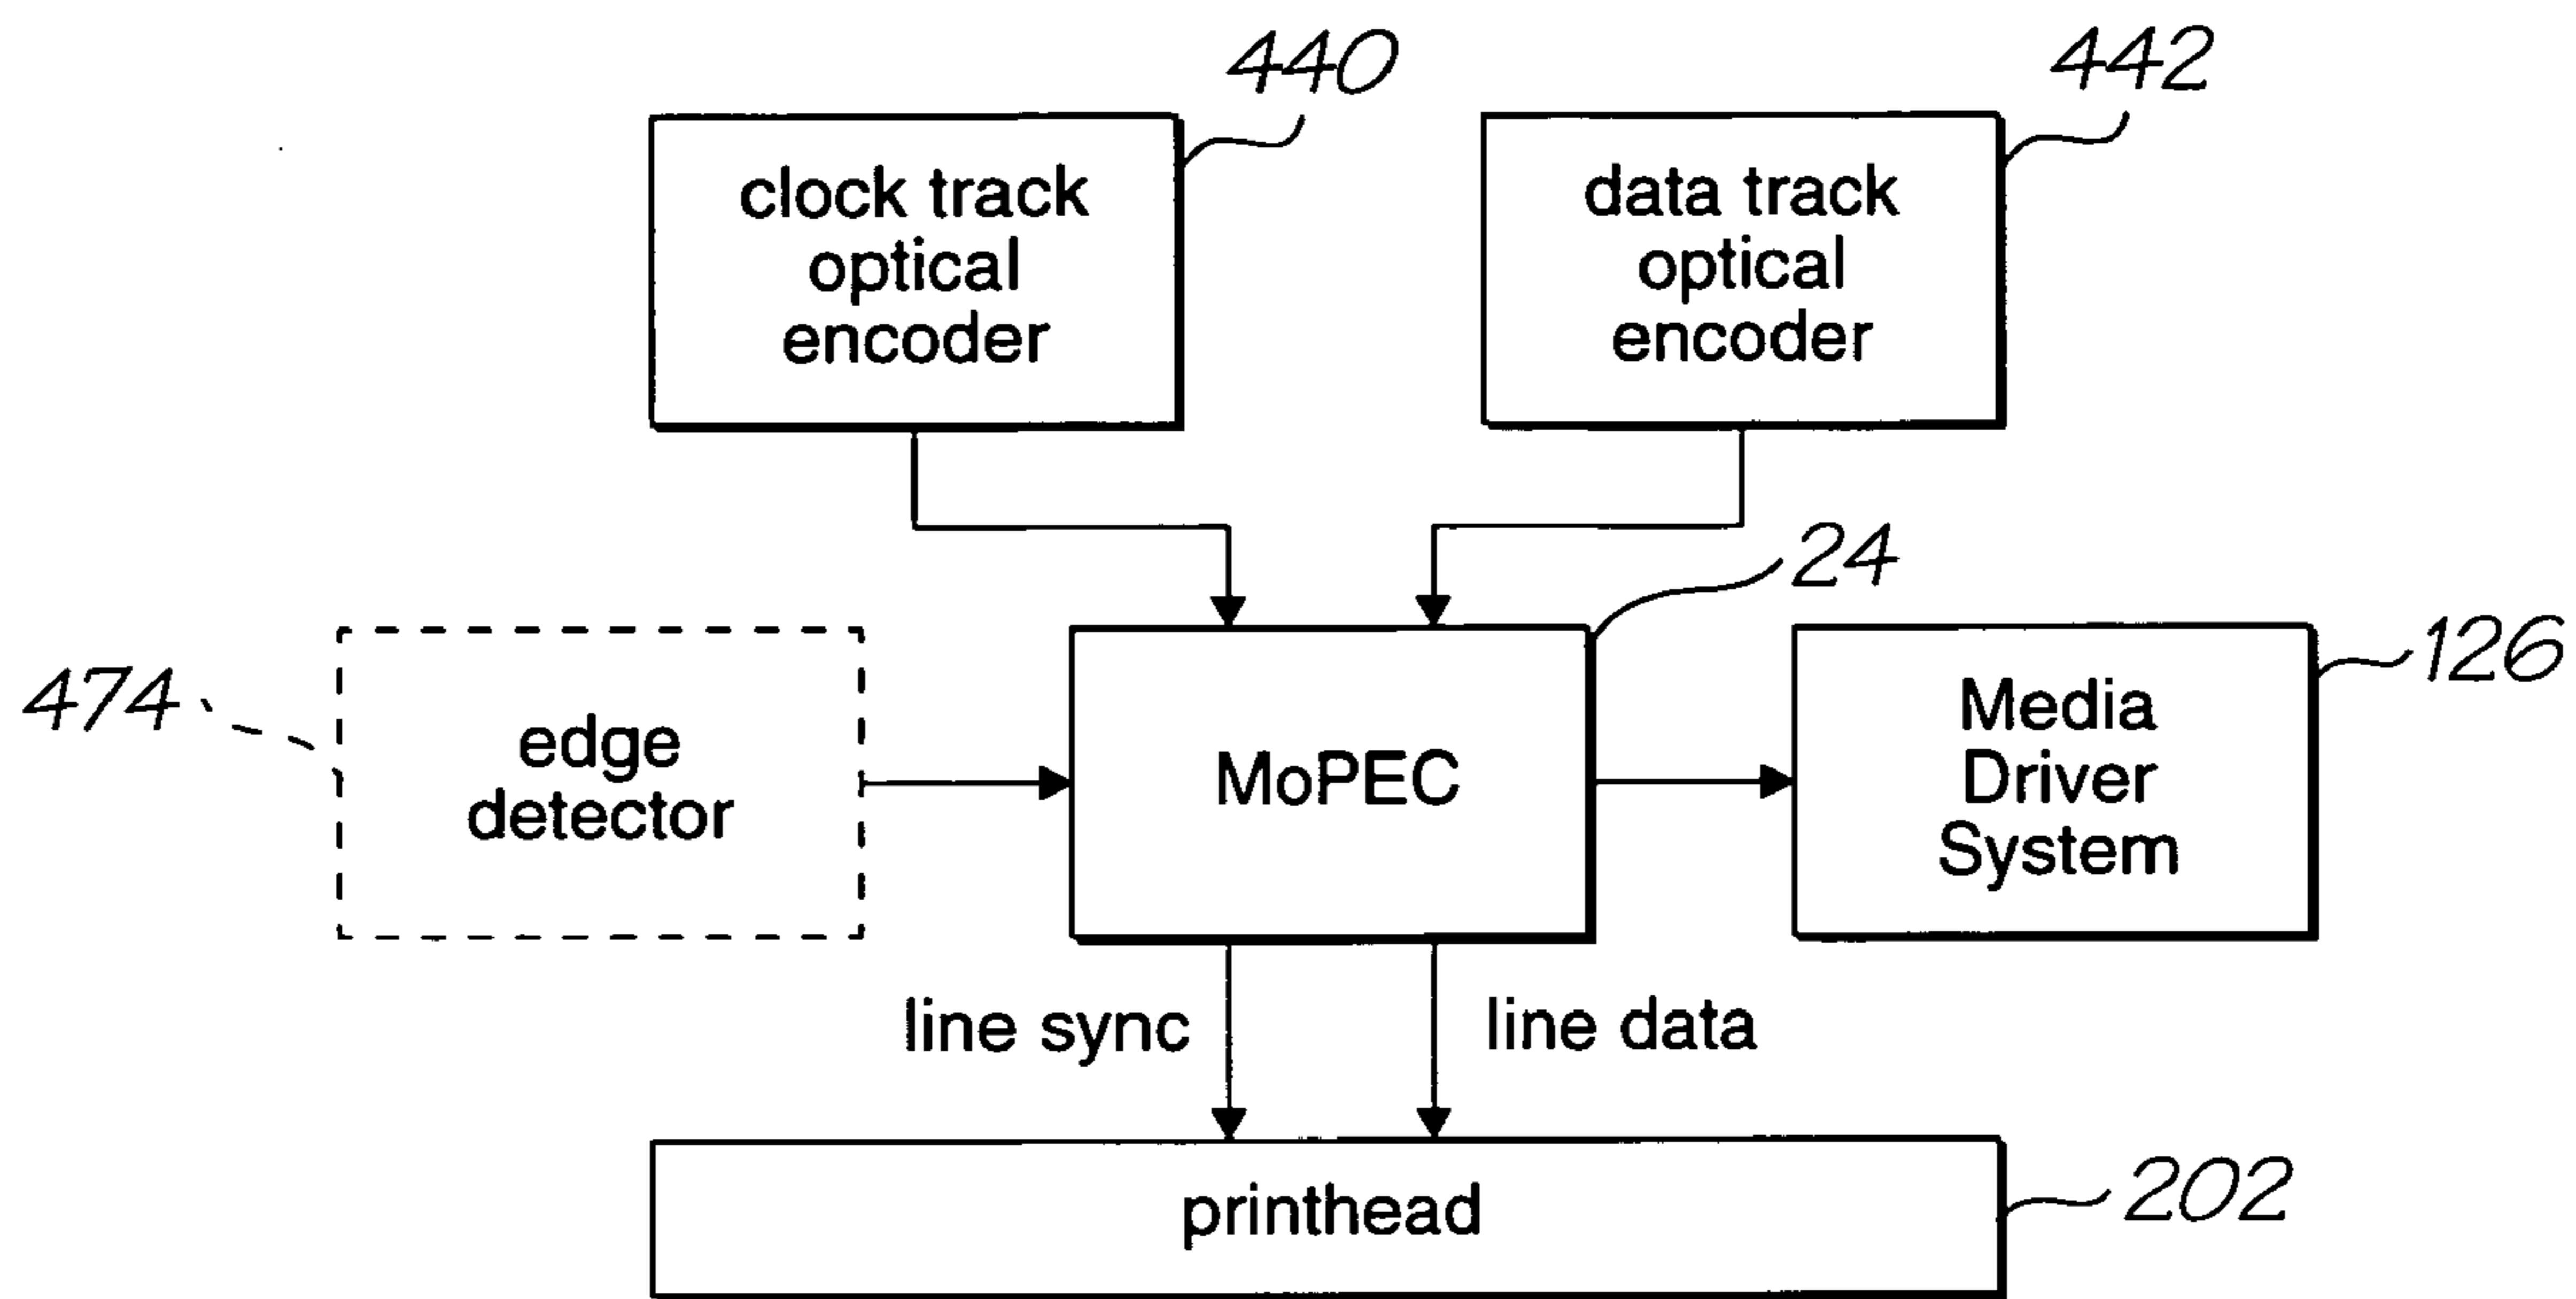 440
442
clock track
optical
encoder
data track
optical
encoder
24
474
edge
detector
MoPEC
126
Media
Driver
System
line sync
line data
printhead
202